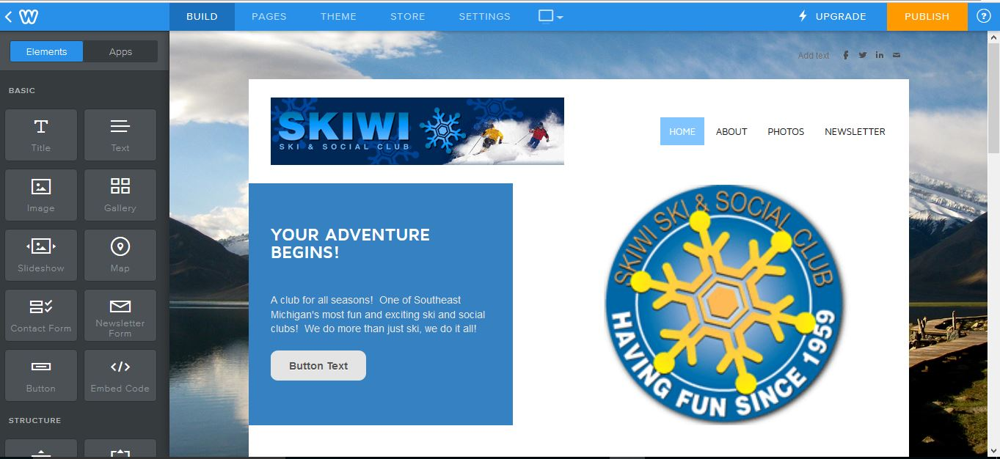 BUILD PAGES THEME STORE SETTINGS UPGRADE PUBLISH ?
Elements Apps
BASIC
Title Text
Image Gallery
Slideshow Map
Contact Form Newsletter
Form
Button Embed Code
STRUCTURE
Add text
SKIWI
SKI & SOCIAL CLUB
HOME ABOUT PHOTOS NEWSLETTER
YOUR ADVENTURE
BEGINS!
A club for all seasons!  One of Southeast
Michigan's most fun and exciting ski and social
clubs!  We do more than just ski, we do it all!
Button Text
SKIWI SKI & SOCIAL CLUB
HAVING FUN SINCE 1959